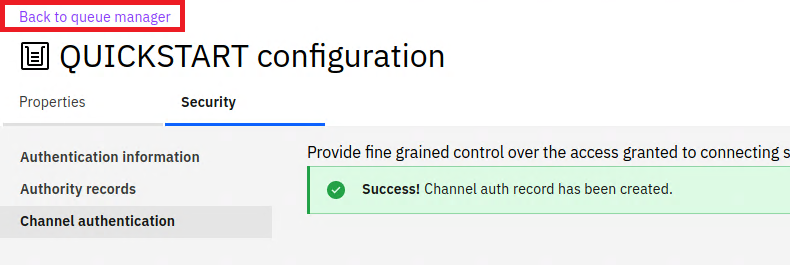 Back to queue manager
QUICKSTART configuration
Properties
Security
Authentication information
Authority records
Channel authentication
Provide fine grained control over the access granted to connecting s
Success! Channel auth record has been created.